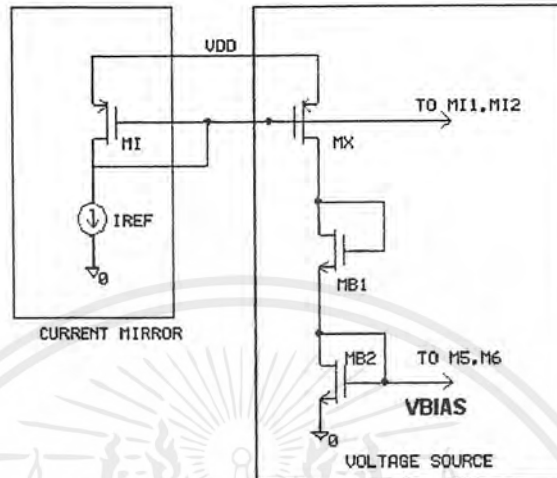 VDD
TO MI1,MI2
MI
MX
IREF
0
MB1
CURRENT MIRROR
MB2
TO M5,M6
VBIAS
0
VOLTAGE SOURCE